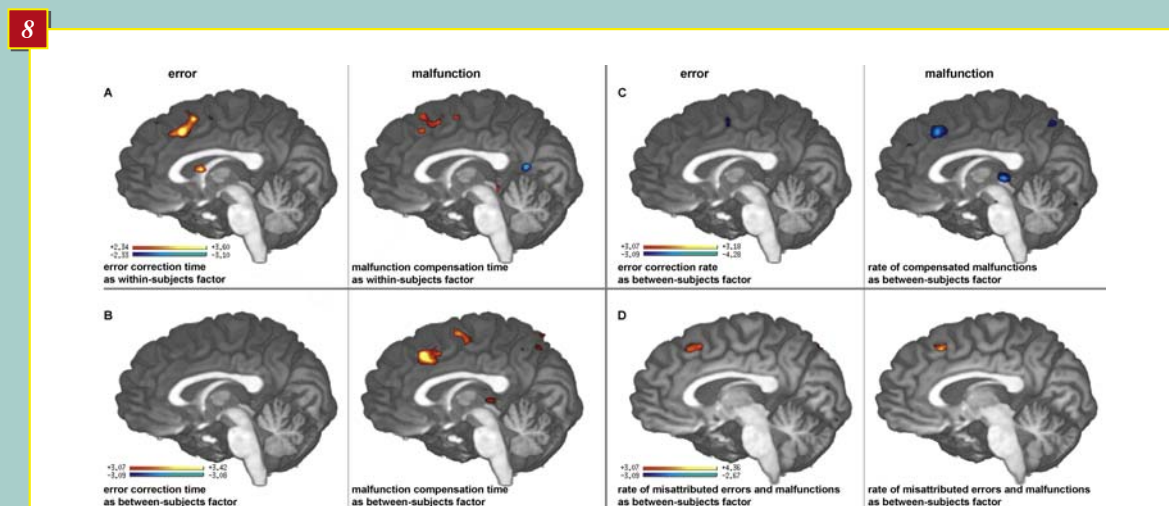 8
error
malfunction
error
malfunction
A
C
+2.34 +3.60
-2.33 -3.10
error correction time
as within-subjects factor
malfunction compensation time
as within-subjects factor
+3.07 +3.18
-3.09 -4.28
error correction rate
as between-subjects factor
rate of compensated malfunctions
as between-subjects factor
B
D
+3.07 +3.42
-3.09 -3.08
error correction time
as between-subjects factor
malfunction compensation time
as between-subjects factor
+3.07 +4.36
-3.09 -2.67
rate of misattributed errors and malfunctions
as between-subjects factor
rate of misattributed errors and malfunctions
as between-subjects factor